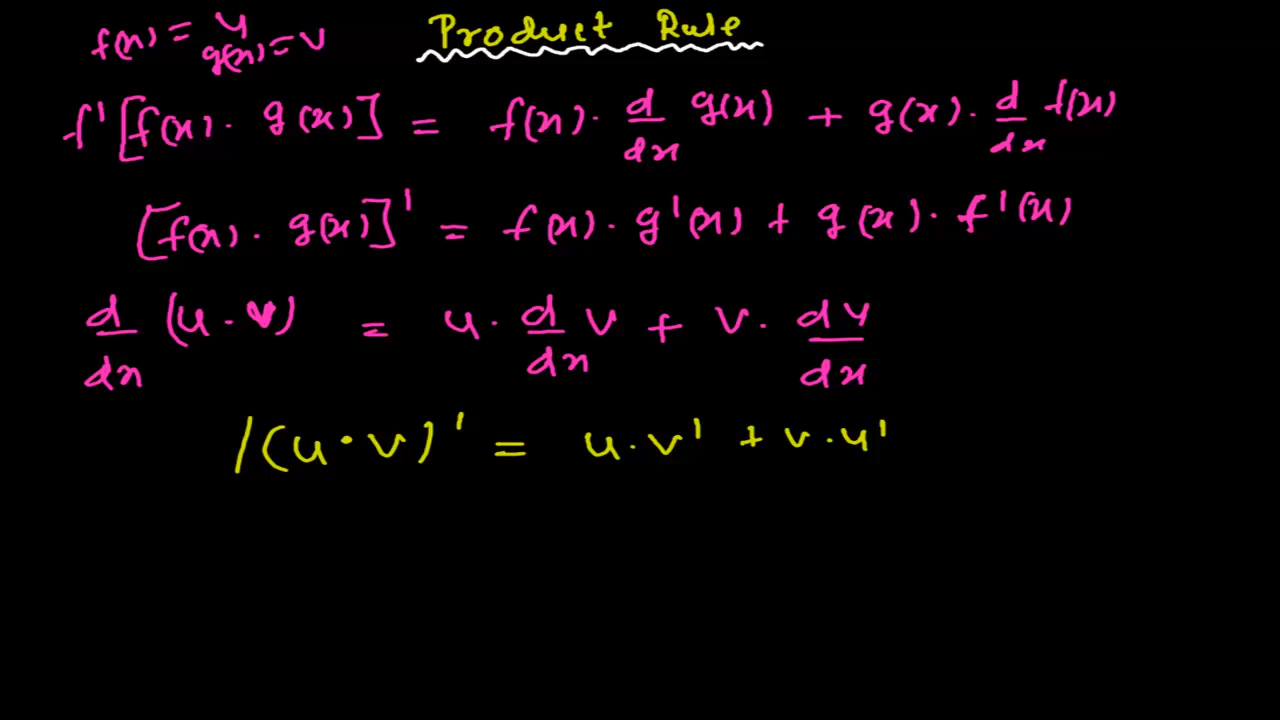 f(x) = u
g(x) = v
Product Rule
f'[f(x) · g(x)] = f(x) · d/dx g(x) + g(x) · d/dx f(x)
[f(x) · g(x)]' = f(x) · g'(x) + g(x) · f'(x)
d/dx (u · v) = u · d/dx v + v · du/dx
/(u · v)' = u · v' + v · u'